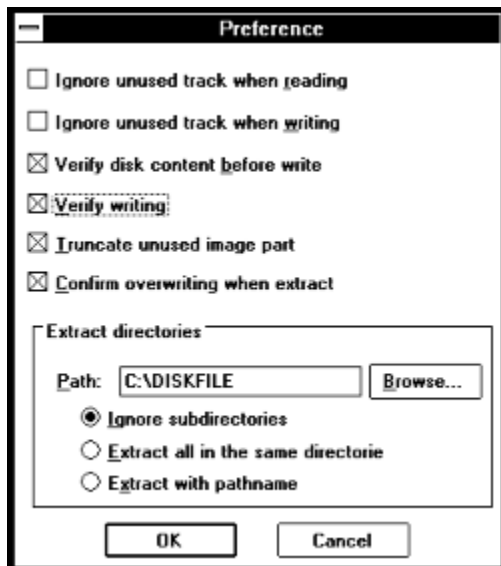 Preference
Ignore unused track when reading
Ignore unused track when writing
Verify disk content before write
Verify writing
Truncate unused image part
Confirm overwriting when extract
Extract directories
Path: C:\DISKFILE Browse...
Ignore subdirectories
Extract all in the same directorie
Extract with pathname
OK Cancel